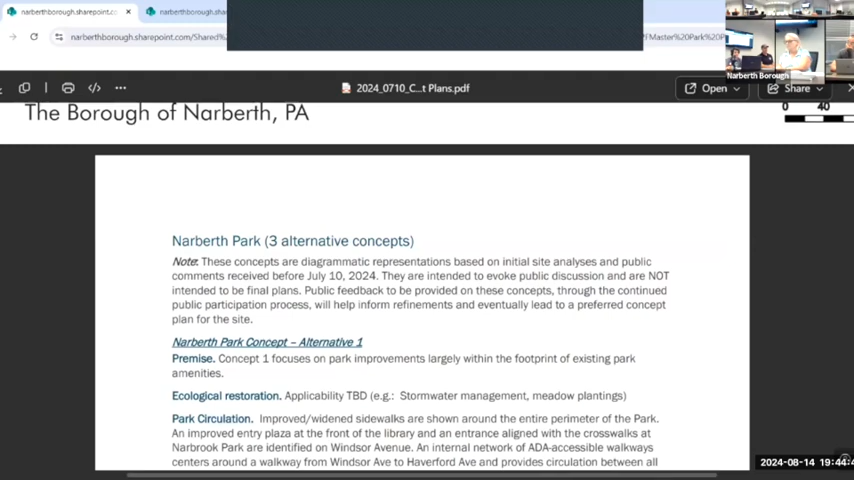 narberthborough.sharepoint.co
narberthborough.sha
narberthborough.sharepoint.com/Shared%
FMaster%20Park%20P
Narberth Borough
2024_0710_C...t Plans.pdf
Open
Share
The Borough of Narberth, PA
0 40
Narberth Park (3 alternative concepts)
Note: These concepts are diagrammatic representations based on initial site analyses and public
comments received before July 10, 2024. They are intended to evoke public discussion and are NOT
intended to be final plans. Public feedback to be provided on these concepts, through the continued
public participation process, will help inform refinements and eventually lead to a preferred concept
plan for the site.
Narberth Park Concept – Alternative 1
Premise. Concept 1 focuses on park improvements largely within the footprint of existing park
amenities.
Ecological restoration. Applicability TBD (e.g.: Stormwater management, meadow plantings)
Park Circulation. Improved/widened sidewalks are shown around the entire perimeter of the Park.
An improved entry plaza at the front of the library and an entrance aligned with the crosswalks at
Narbrook Park are identified on Windsor Avenue. An internal network of ADA-accessible walkways
centers around a walkway from Windsor Ave to Haverford Ave and provides circulation between all
2024-08-14 19:44:4